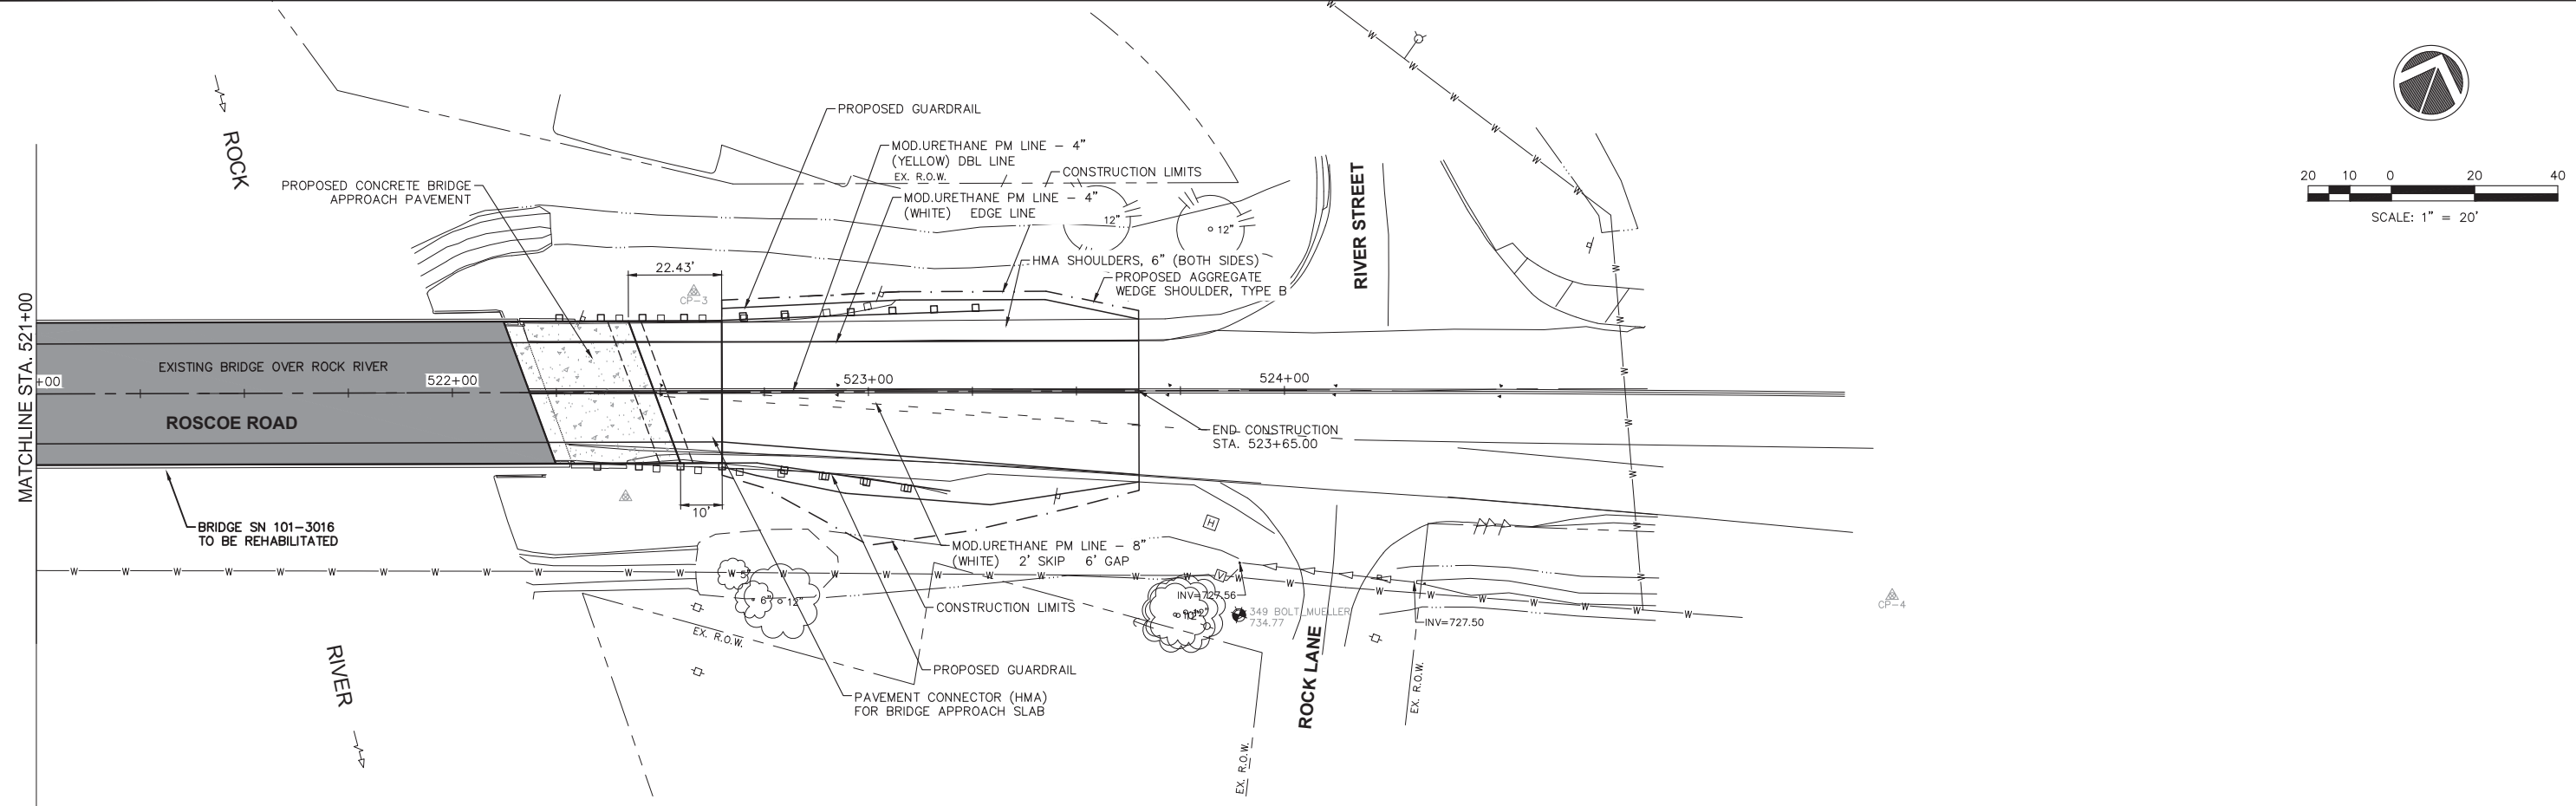 ROCK
RIVER
PROPOSED GUARDRAIL
MOD.URETHANE PM LINE - 4"
(YELLOW) DBL LINE
EX. R.O.W.
CONSTRUCTION LIMITS
MOD.URETHANE PM LINE - 4"
(WHITE) EDGE LINE
PROPOSED CONCRETE BRIDGE
APPROACH PAVEMENT
12"
12"
HMA SHOULDERS, 6" (BOTH SIDES)
PROPOSED AGGREGATE
WEDGE SHOULDER, TYPE B
22.43'
CP-3
RIVER STREET
20 10 0 20 40
SCALE: 1" = 20'
MATCHLINE STA. 521+00
+00
EXISTING BRIDGE OVER ROCK RIVER
522+00
523+00
524+00
ROSCOE ROAD
END CONSTRUCTION
STA. 523+65.00
10'
BRIDGE SN 101-3016
TO BE REHABILITATED
MOD.URETHANE PM LINE - 8"
(WHITE) 2' SKIP 6' GAP
W W W W W W W W W W W W W W W W W W W W
5"
6" 12"
H
V
INV=727.56
12"
349 BOLT_MUELLER
734.77
CONSTRUCTION LIMITS
INV=727.50
CP-4
EX. R.O.W.
PROPOSED GUARDRAIL
PAVEMENT CONNECTOR (HMA)
FOR BRIDGE APPROACH SLAB
ROCK LANE
EX. R.O.W.
EX. R.O.W.